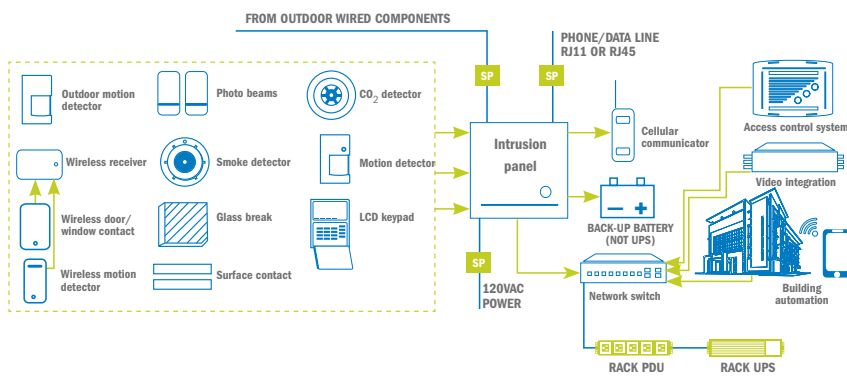 FROM OUTDOOR WIRED COMPONENTS
PHONE/DATA LINE
RJ11 OR RJ45
SP
SP
Outdoor motion
detector
Photo beams
CO2 detector
Access control system
Wireless receiver
Smoke detector
Motion detector
Intrusion
panel
Cellular
communicator
Video integration
Wireless door/
window contact
Glass break
LCD keypad
BACK-UP BATTERY
(NOT UPS)
Wireless motion
detector
Surface contact
SP
120VAC
POWER
Network switch
Building
automation
RACK PDU
RACK UPS